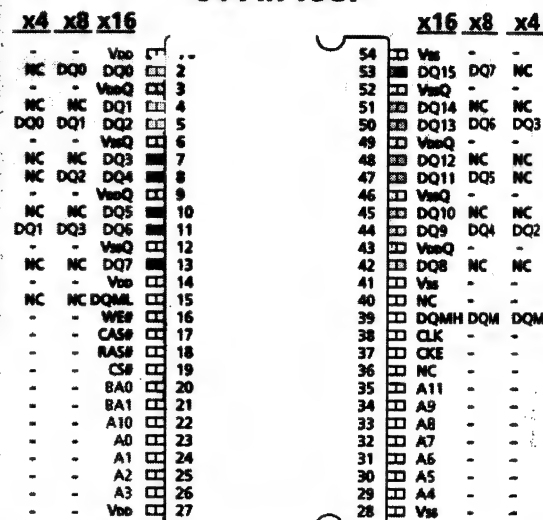 x4 x8 x16 x16 x8 x4
- - VDD 54 VSS - -
NC DQ0 DQ0 2 53 DQ15 DQ7 NC
- - VDDQ 3 52 VSSQ - -
NC NC DQ1 4 51 DQ14 NC NC
DQ0 DQ1 DQ2 5 50 DQ13 DQ6 DQ3
- - VSSQ 6 49 VDDQ - -
NC NC DQ3 7 48 DQ12 NC NC
NC DQ2 DQ4 8 47 DQ11 DQ5 NC
- - VDDQ 9 46 VSSQ - -
NC NC DQ5 10 45 DQ10 NC NC
DQ1 DQ3 DQ6 11 44 DQ9 DQ4 DQ2
- - VSSQ 12 43 VDDQ - -
NC NC DQ7 13 42 DQ8 NC NC
- - VDD 14 41 VSS - -
NC NC DQML 15 40 NC - -
- - WE# 16 39 DQMH DQM DQM
- - CAS# 17 38 CLK - -
- - RAS# 18 37 CKE - -
- - CS# 19 36 NC - -
- - BA0 20 35 A11 - -
- - BA1 21 34 A9 - -
- - A10 22 33 A8 - -
- - A0 23 32 A7 - -
- - A1 24 31 A6 - -
- - A2 25 30 A5 - -
- - A3 26 29 A4 - -
- - VDD 27 28 VSS - -